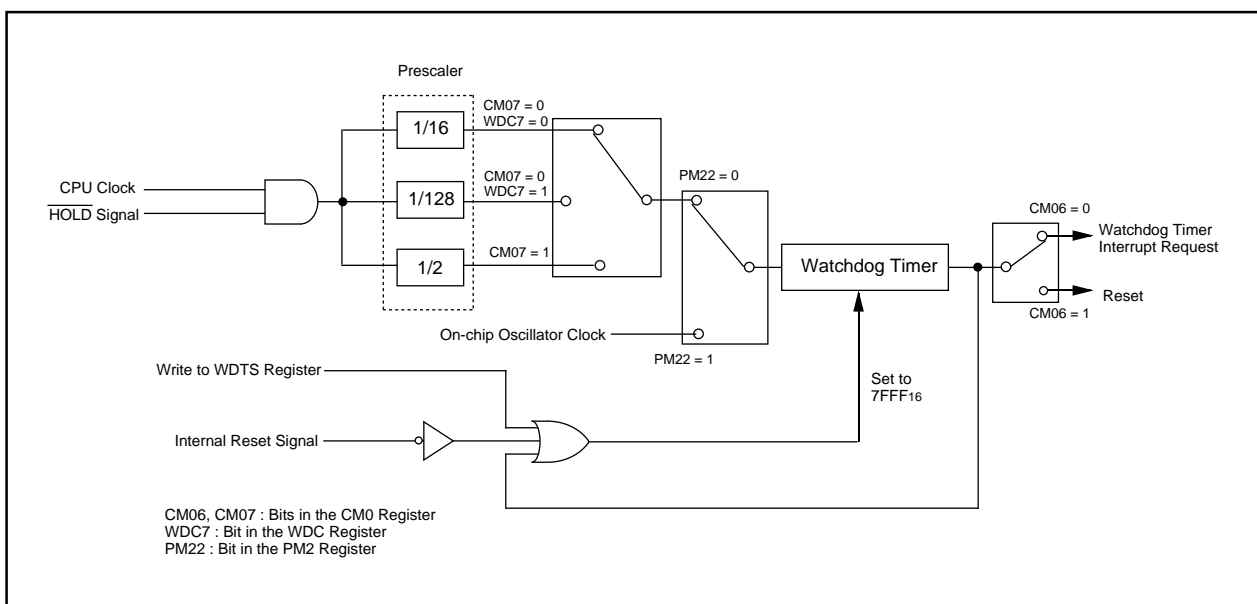 Prescaler
CM07 = 0
WDC7 = 0
1/16
CM07 = 0
WDC7 = 1
1/128
CM07 = 1
1/2
CPU Clock
HOLD Signal
PM22 = 0
On-chip Oscillator Clock
PM22 = 1
Watchdog Timer
CM06 = 0
Watchdog Timer
Interrupt Request
Reset
CM06 = 1
Write to WDTS Register
Set to
7FFF16
Internal Reset Signal
CM06, CM07 : Bits in the CM0 Register
WDC7 : Bit in the WDC Register
PM22 : Bit in the PM2 Register